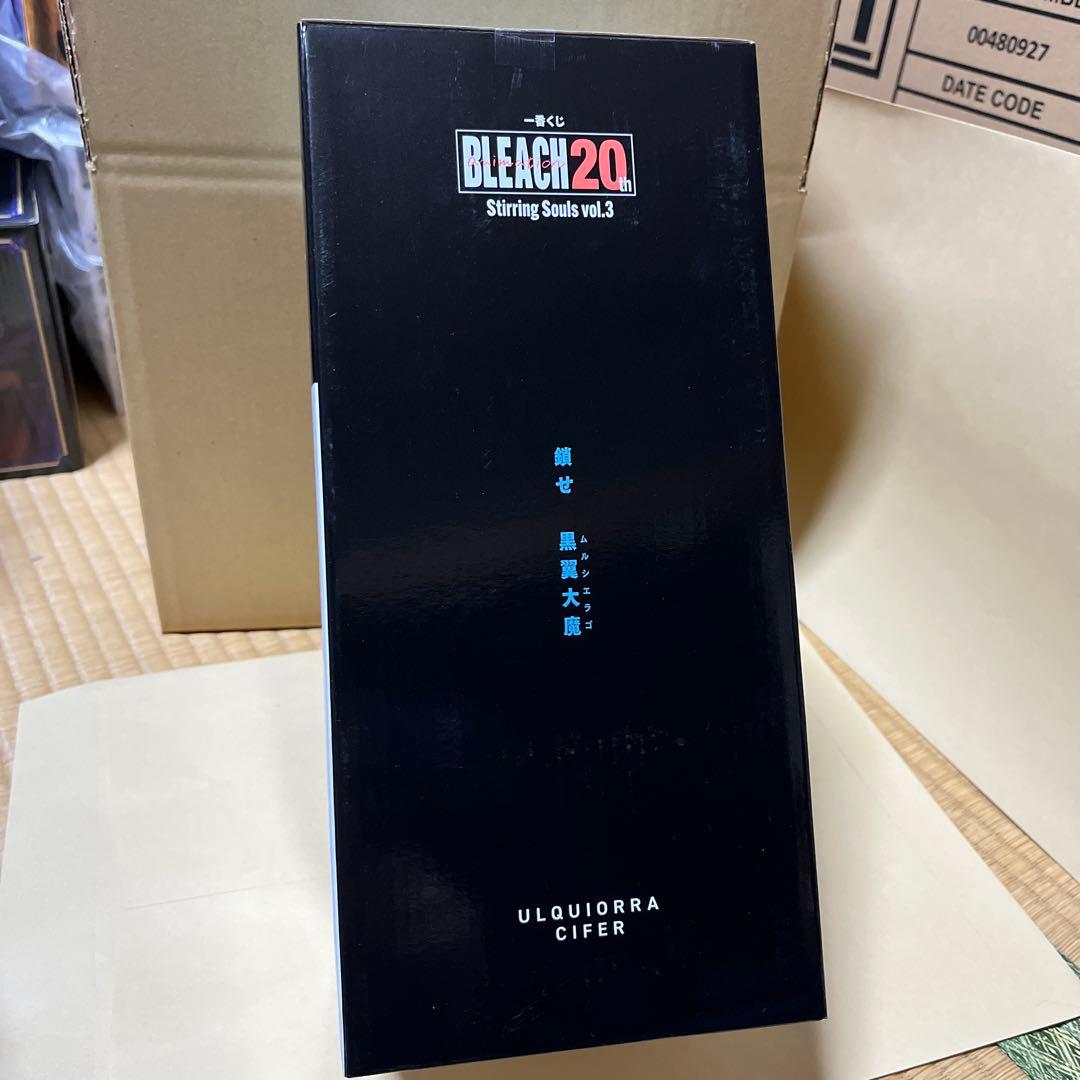 00480927
DATE CODE
一番くじ
BLEACH 20th
Animation
Stirring Souls vol.3
鎖せ 黒翼大魔
ムルシエラゴ
ULQUIORRA
CIFER